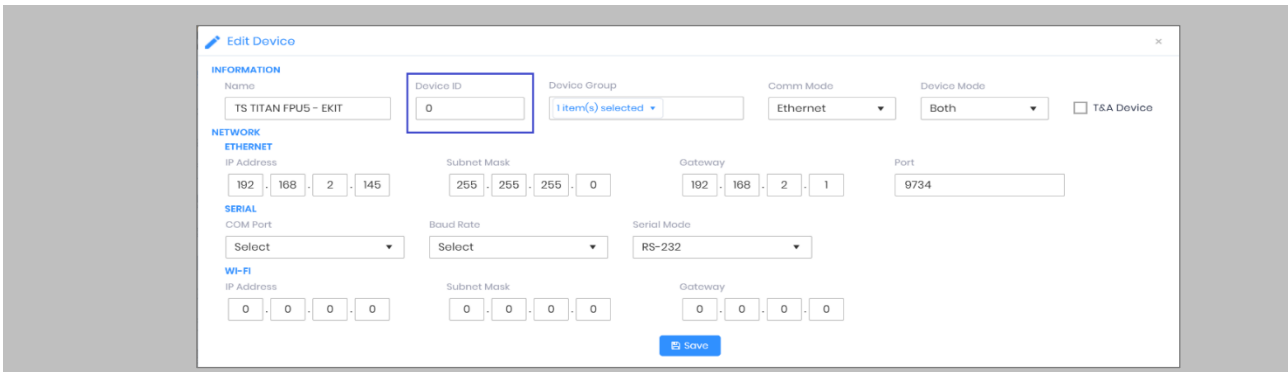 Edit Device ×
INFORMATION
Name Device ID Device Group Comm Mode Device Mode
TS TITAN FPU5 - EKIT 0 1 item(s) selected Ethernet Both T&A Device
NETWORK
ETHERNET
IP Address Subnet Mask Gateway Port
192 . 168 . 2 . 145 255 . 255 . 255 . 0 192 . 168 . 2 . 1 9734
SERIAL
COM Port Baud Rate Serial Mode
Select Select RS-232
WI-FI
IP Address Subnet Mask Gateway
0 . 0 . 0 . 0 0 . 0 . 0 . 0 0 . 0 . 0 . 0
Save